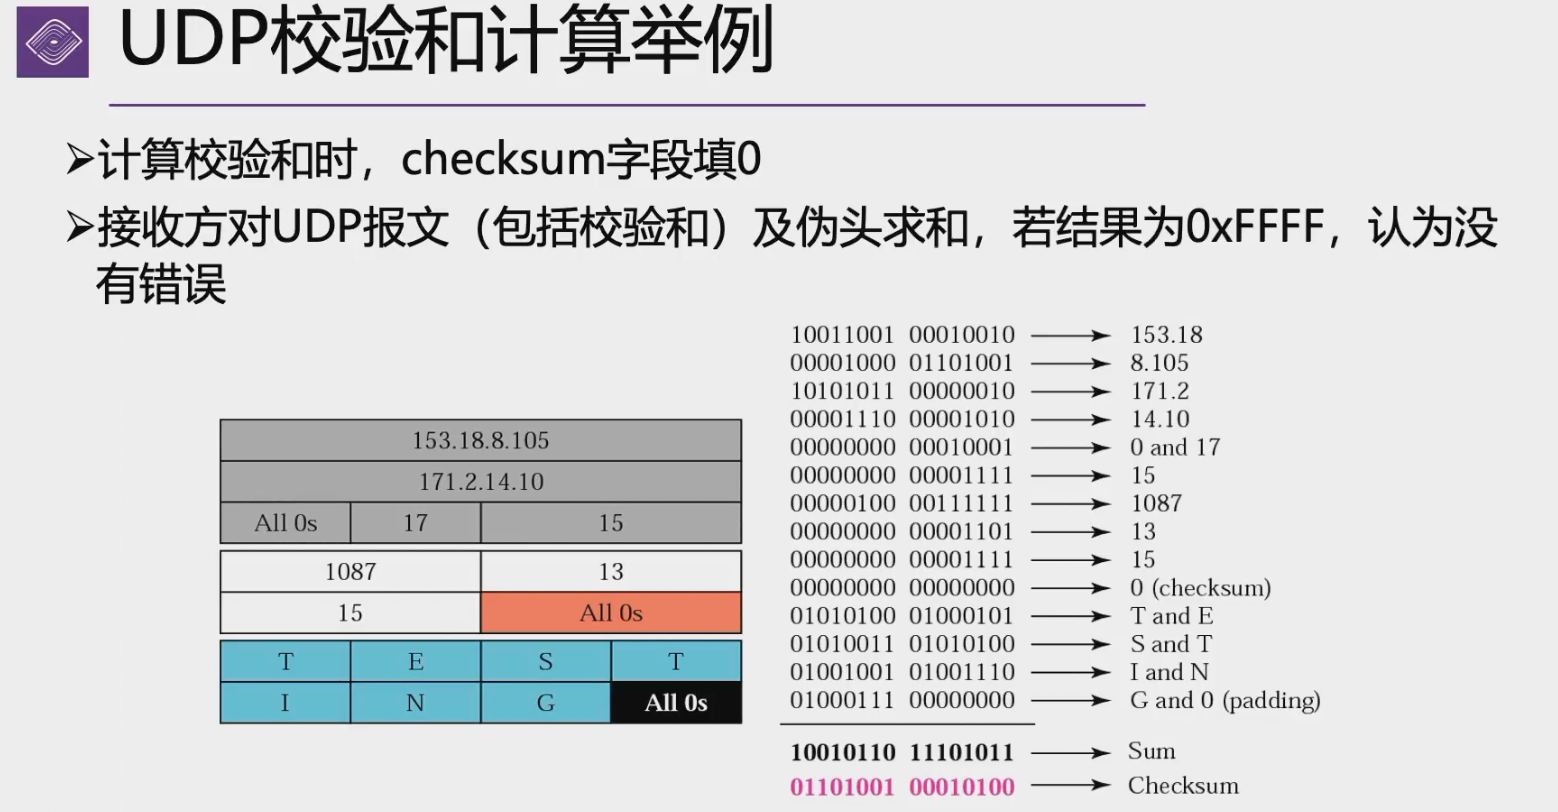 UDP校验和计算举例
➢计算校验和时，checksum字段填0
➢接收方对UDP报文（包括校验和）及伪头求和，若结果为0xFFFF，认为没
有错误
153.18.8.105
171.2.14.10
All 0s 17 15
1087 13
15 All 0s
T E S T
I N G All 0s
10011001 00010010 153.18
00001000 01101001 8.105
10101011 00000010 171.2
00001110 00001010 14.10
00000000 00010001 0 and 17
00000000 00001111 15
00000100 00111111 1087
00000000 00001101 13
00000000 00001111 15
00000000 00000000 0 (checksum)
01010100 01000101 T and E
01010011 01010100 S and T
01001001 01001110 I and N
01000111 00000000 G and 0 (padding)
10010110 11101011 Sum
01101001 00010100 Checksum